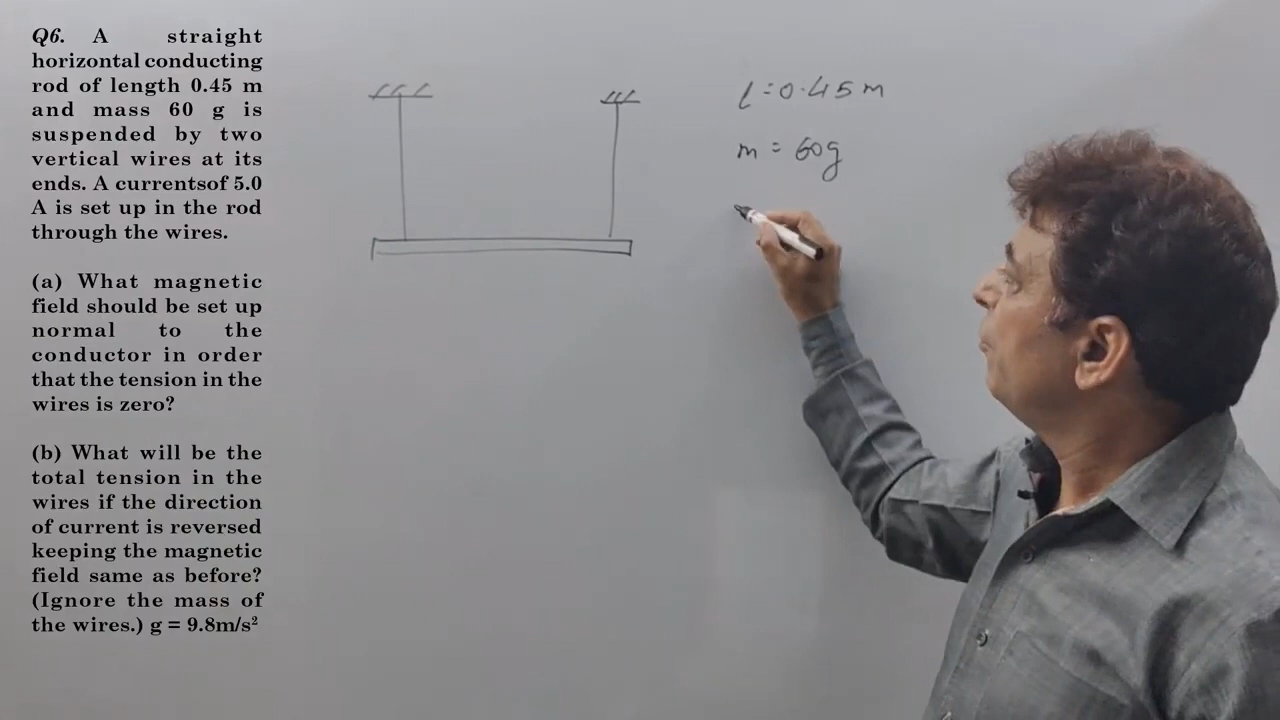 Q6. A straight
horizontal conducting
rod of length 0.45 m
and mass 60 g is
suspended by two
vertical wires at its
ends. A currentsof 5.0
A is set up in the rod
through the wires.
(a) What magnetic
field should be set up
normal to the
conductor in order
that the tension in the
wires is zero?
(b) What will be the
total tension in the
wires if the direction
of current is reversed
keeping the magnetic
field same as before?
(Ignore the mass of
the wires.) g = 9.8m/s²
l = 0.45 m
m = 60g